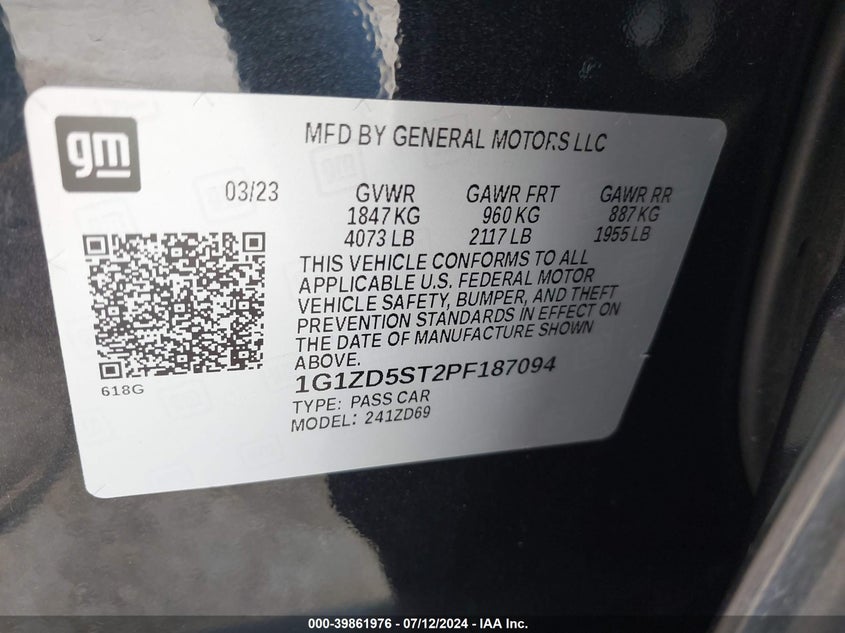 gm
MFD BY GENERAL MOTORS LLC
03/23 GVWR GAWR FRT GAWR RR
1847 KG 960 KG 887 KG
4073 LB 2117 LB 1955 LB
THIS VEHICLE CONFORMS TO ALL
APPLICABLE U.S. FEDERAL MOTOR
VEHICLE SAFETY, BUMPER, AND THEFT
PREVENTION STANDARDS IN EFFECT ON
THE DATE OF MANUFACTURE SHOWN
ABOVE.
618G
1G1ZD5ST2PF187094
TYPE: PASS CAR
MODEL: 241ZD69
000-39861976 - 07/12/2024 - IAA Inc.